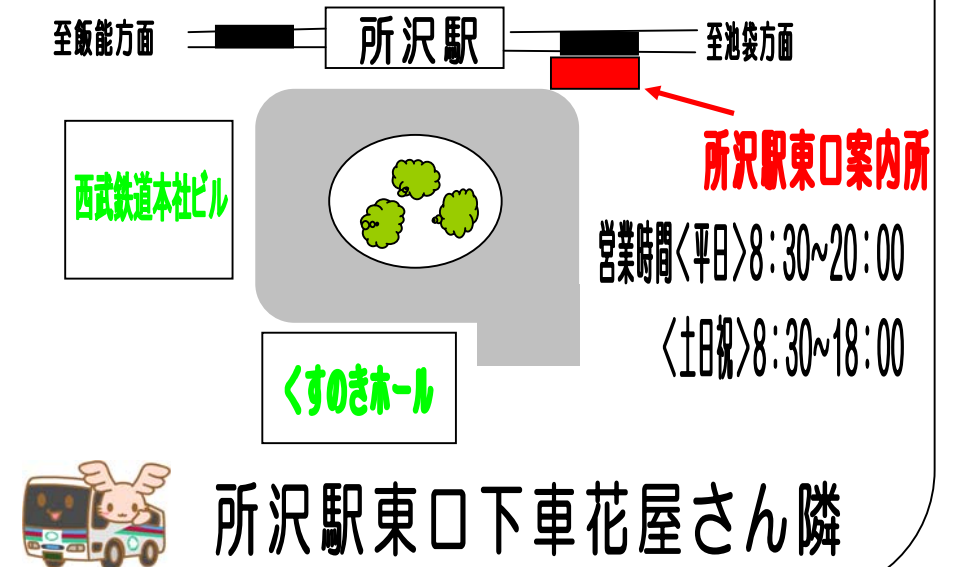 至飯能方面
所沢駅
至池袋方面
所沢駅東口案内所
西武鉄道本社ビル
営業時間<平日>8:30~20:00
<土日祝>8:30~18:00
くすのきホール
所沢駅東口下車花屋さん隣